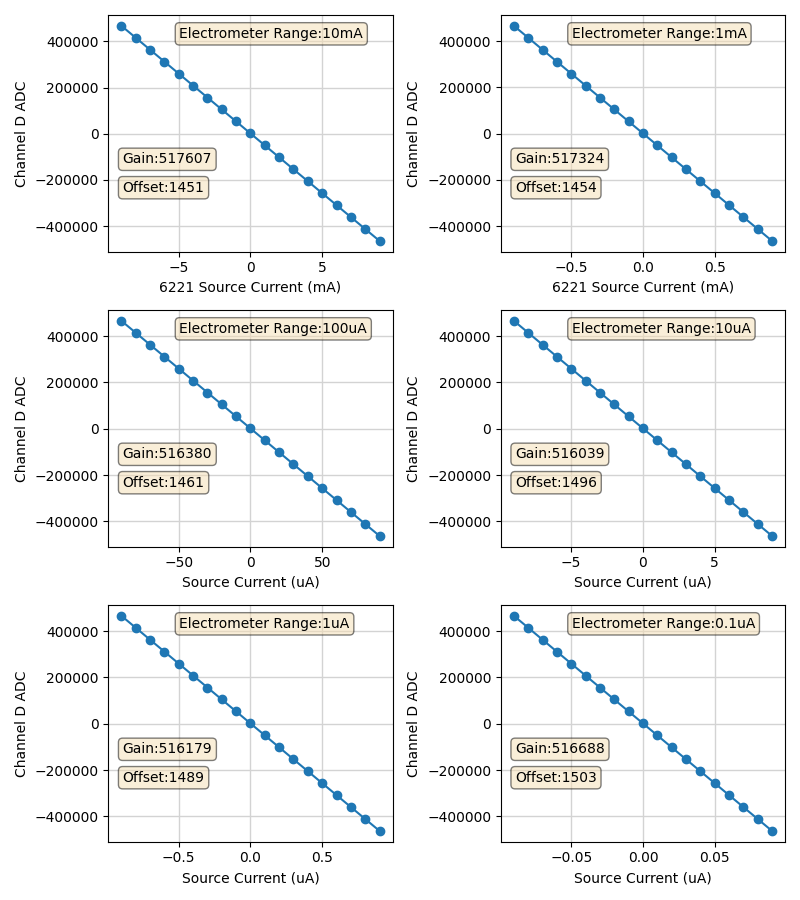 Electrometer Range:10mA
400000
200000
0
−200000
−400000
Channel D ADC
Gain:517607
Offset:1451
−5
0
5
6221 Source Current (mA)
Electrometer Range:1mA
400000
200000
0
−200000
−400000
Channel D ADC
Gain:517324
Offset:1454
−0.5
0.0
0.5
6221 Source Current (mA)
Electrometer Range:100uA
400000
200000
0
−200000
−400000
Channel D ADC
Gain:516380
Offset:1461
−50
0
50
Source Current (uA)
Electrometer Range:10uA
400000
200000
0
−200000
−400000
Channel D ADC
Gain:516039
Offset:1496
−5
0
5
Source Current (uA)
Electrometer Range:1uA
400000
200000
0
−200000
−400000
Channel D ADC
Gain:516179
Offset:1489
−0.5
0.0
0.5
Source Current (uA)
Electrometer Range:0.1uA
400000
200000
0
−200000
−400000
Channel D ADC
Gain:516688
Offset:1503
−0.05
0.00
0.05
Source Current (uA)